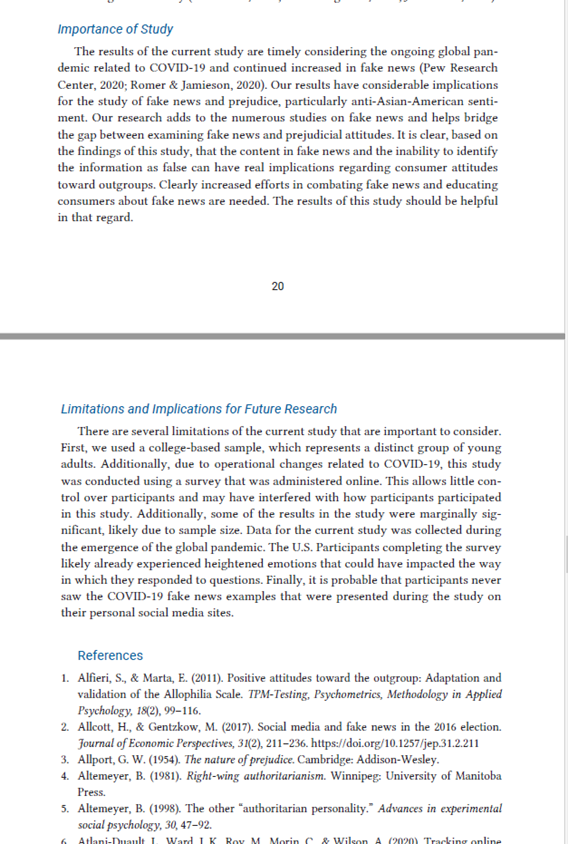 Importance of Study
The results of the current study are timely considering the ongoing global pan-
demic related to COVID-19 and continued increased in fake news (Pew Research
Center, 2020; Romer & Jamieson, 2020). Our results have considerable implications
for the study of fake news and prejudice, particularly anti-Asian-American senti-
ment. Our research adds to the numerous studies on fake news and helps bridge
the gap between examining fake news and prejudicial attitudes. It is clear, based on
the findings of this study, that the content in fake news and the inability to identify
the information as false can have real implications regarding consumer attitudes
toward outgroups. Clearly increased efforts in combating fake news and educating
consumers about fake news are needed. The results of this study should be helpful
in that regard.
20
Limitations and Implications for Future Research
There are several limitations of the current study that are important to consider.
First, we used a college-based sample, which represents a distinct group of young
adults. Additionally, due to operational changes related to COVID-19, this study
was conducted using a survey that was administered online. This allows little con-
trol over participants and may have interfered with how participants participated
in this study. Additionally, some of the results in the study were marginally sig-
nificant, likely due to sample size. Data for the current study was collected during
the emergence of the global pandemic. The U.S. Participants completing the survey
likely already experienced heightened emotions that could have impacted the way
in which they responded to questions. Finally, it is probable that participants never
saw the COVID-19 fake news examples that were presented during the study on
their personal social media sites.
References
1. Alfieri, S., & Marta, E. (2011). Positive attitudes toward the outgroup: Adaptation and
validation of the Allophilia Scale. TPM-Testing, Psychometrics, Methodology in Applied
Psychology, 18(2), 99–116.
2. Allcott, H., & Gentzkow, M. (2017). Social media and fake news in the 2016 election.
Journal of Economic Perspectives, 31(2), 211–236. https://doi.org/10.1257/jep.31.2.211
3. Allport, G. W. (1954). The nature of prejudice. Cambridge: Addison-Wesley.
4. Altemeyer, B. (1981). Right-wing authoritarianism. Winnipeg: University of Manitoba
Press.
5. Altemeyer, B. (1998). The other “authoritarian personality.” Advances in experimental
social psychology, 30, 47–92.
6. Atlani-Duault, L., Ward, J. K., Roy, M., Morin, C., & Wilson, A. (2020). Tracking online